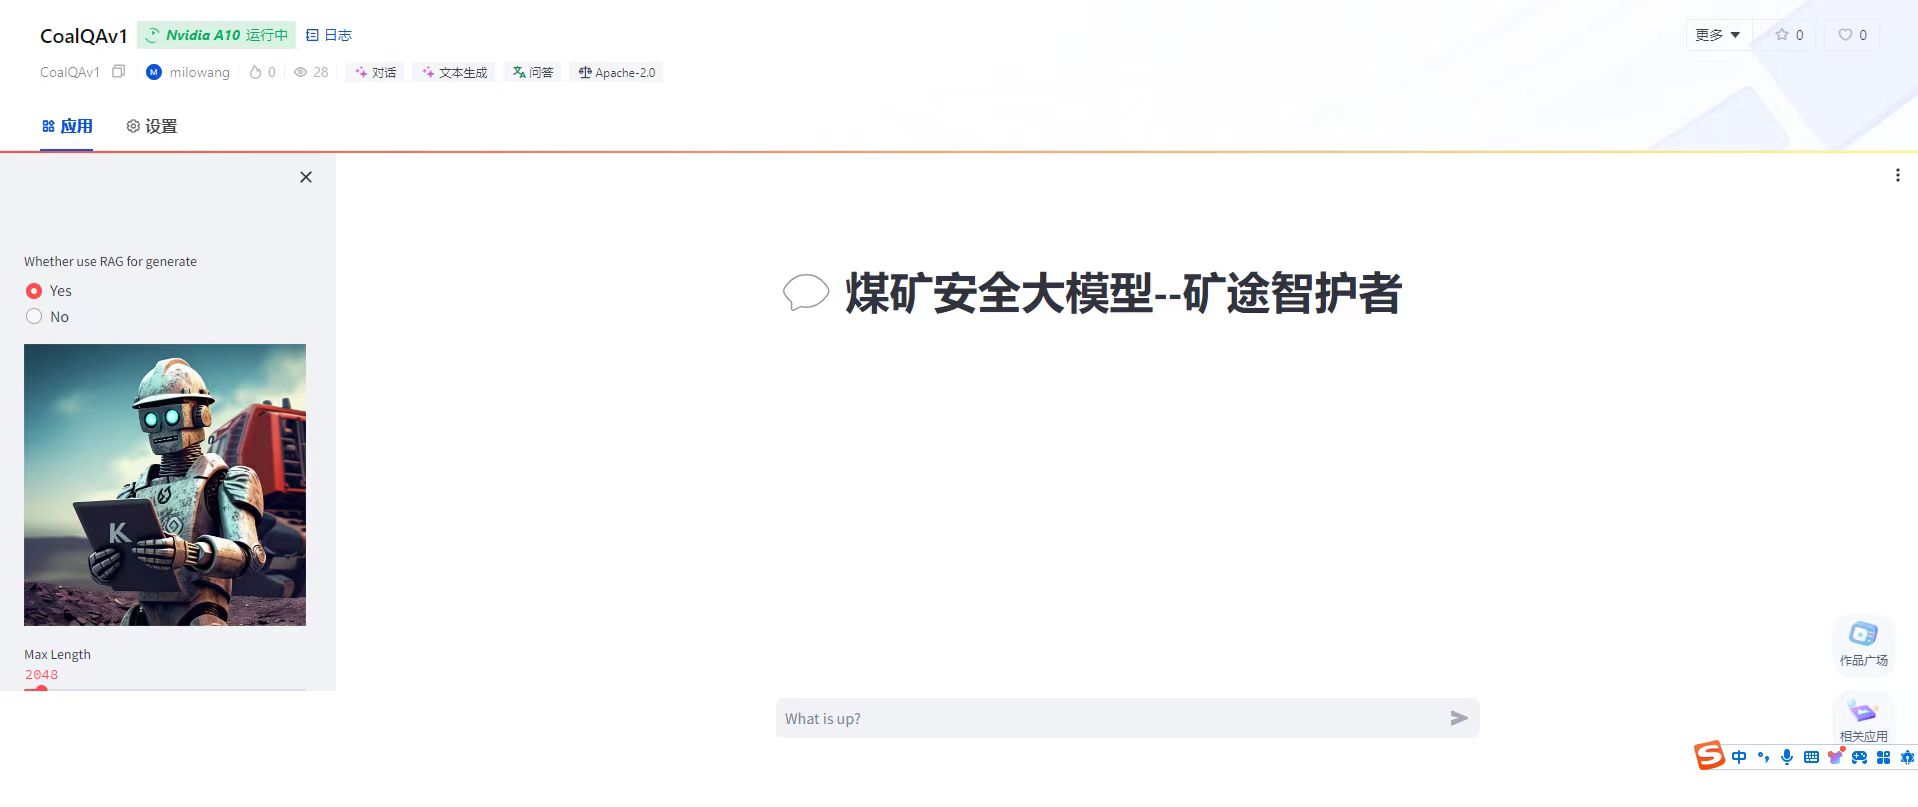 CoalQAv1 Nvidia A10 运行中 日志
更多 0 0
CoalQAv1 M milowang 0 28 对话 文本生成 问答 Apache-2.0
应用 设置
Whether use RAG for generate
Yes
No
煤矿安全大模型--矿途智护者
K
Max Length
2048
What is up?
作品广场
相关应用
S 中